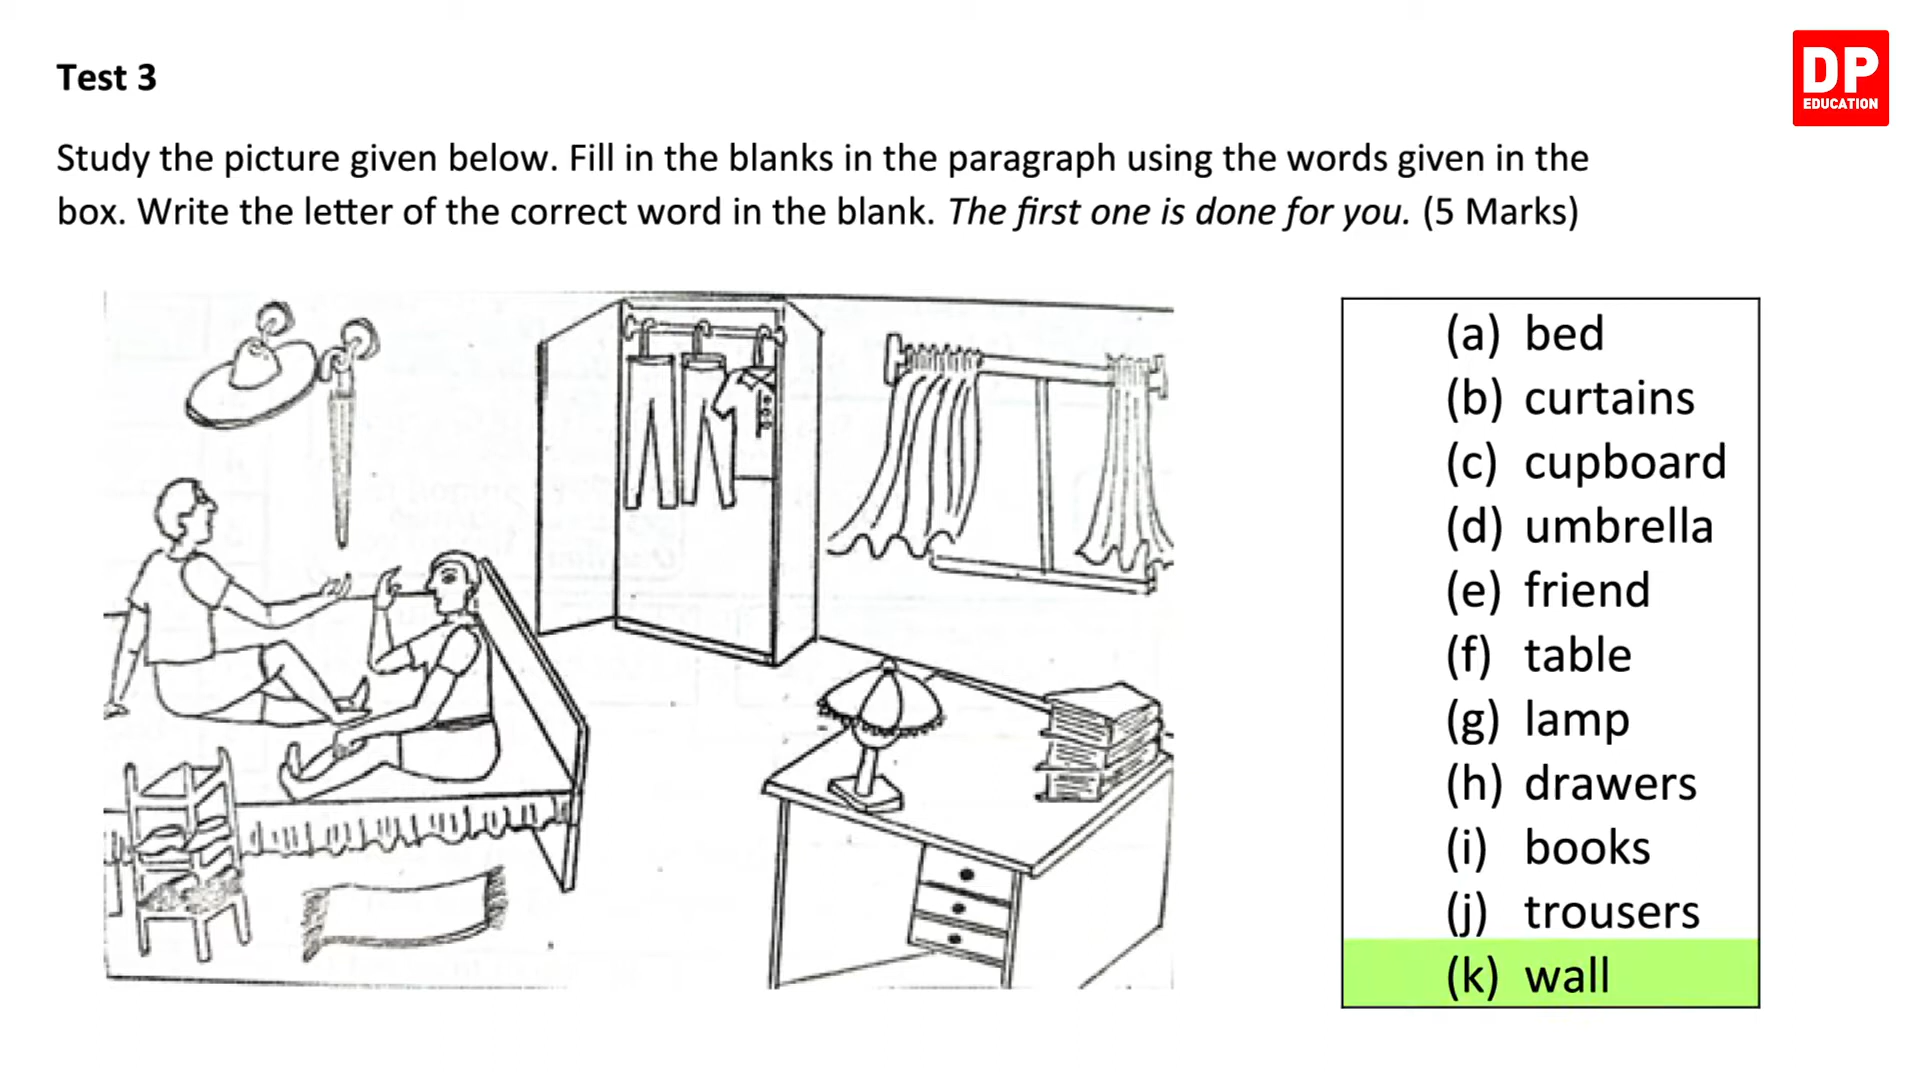 DP
EDUCATION
Test 3
Study the picture given below. Fill in the blanks in the paragraph using the words given in the
box. Write the letter of the correct word in the blank. The first one is done for you. (5 Marks)
(a) bed
(b) curtains
(c) cupboard
(d) umbrella
(e) friend
(f) table
(g) lamp
(h) drawers
(i) books
(j) trousers
(k) wall